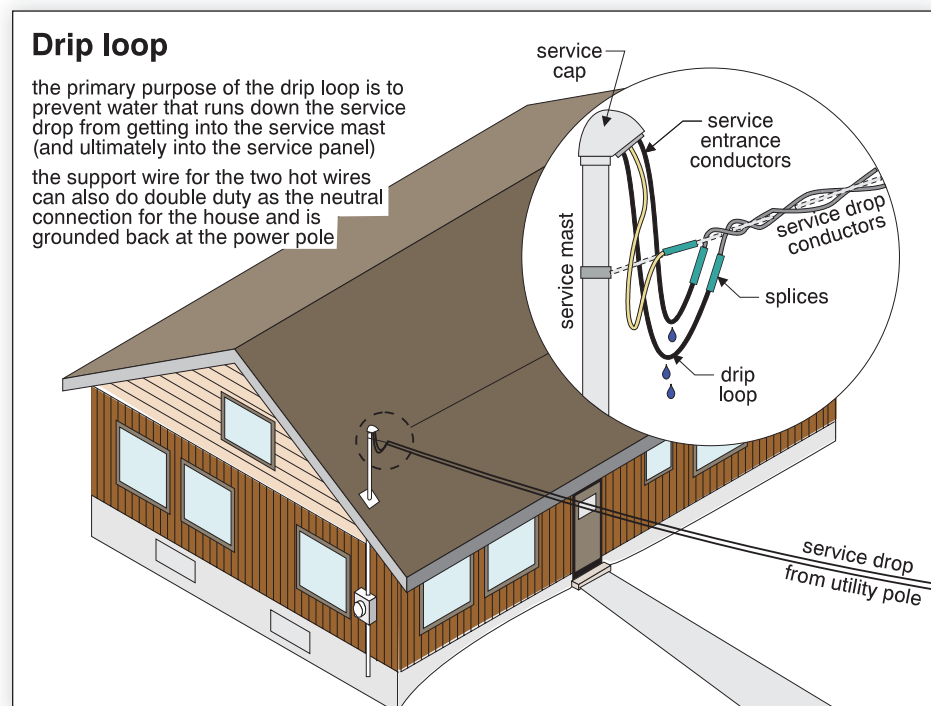 Drip loop
the primary purpose of the drip loop is to
prevent water that runs down the service
drop from getting into the service mast
(and ultimately into the service panel)
the support wire for the two hot wires
can also do double duty as the neutral
connection for the house and is
grounded back at the power pole
service
cap
service
entrance
conductors
service mast
service drop
conductors
splices
drip
loop
service drop
from utility pole